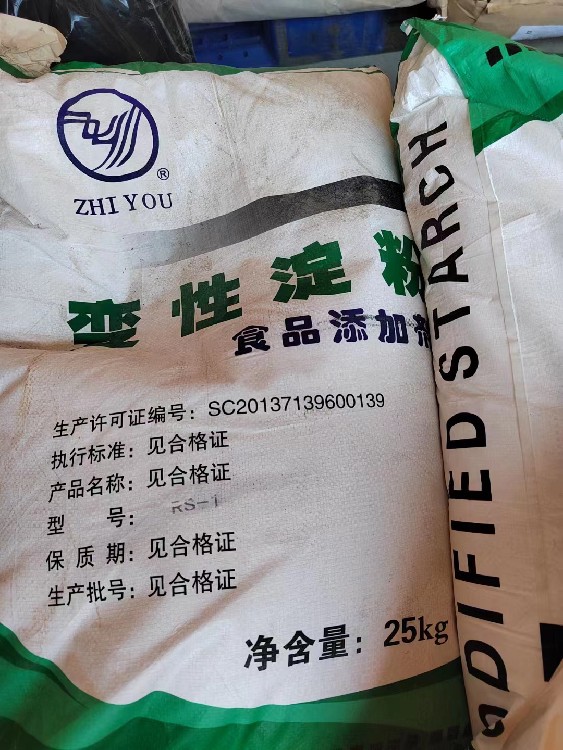 ®
ZHI YOU
变性淀粉
食品添加剂
生产许可证编号：SC20137139600139
执行标准：见合格证
产品名称：见合格证
型 号： RS-1
保 质 期：见合格证
生产批号：见合格证
净含量：25kg
MODIFIED STARCH